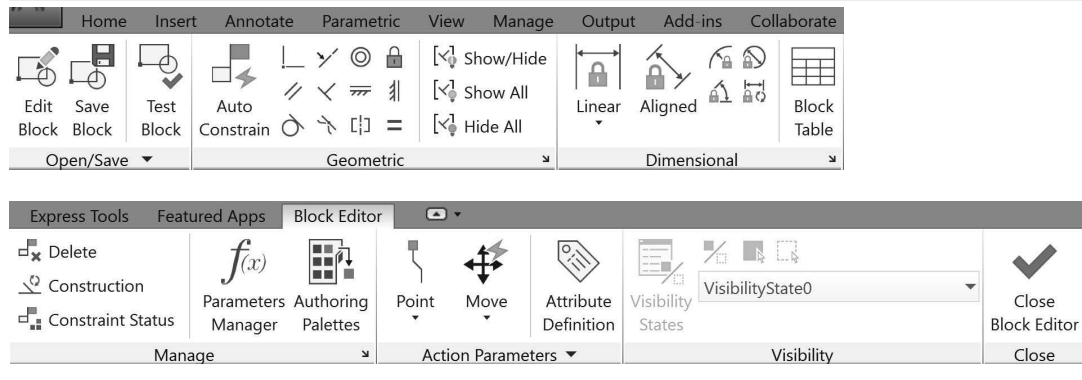 Home Insert Annotate Parametric View Manage Output Add-ins Collaborate
Edit Block
Save Block
Test Block
Auto Constrain
Show/Hide
Show All
Hide All
Linear
Aligned
Block Table
Open/Save Geometric Dimensional
Express Tools Featured Apps Block Editor
Delete
Construction
Constraint Status
f(x)
Parameters Manager
Authoring Palettes
Point
Move
Attribute Definition
Visibility States
VisibilityState0
Close Block Editor
Manage Action Parameters Visibility Close